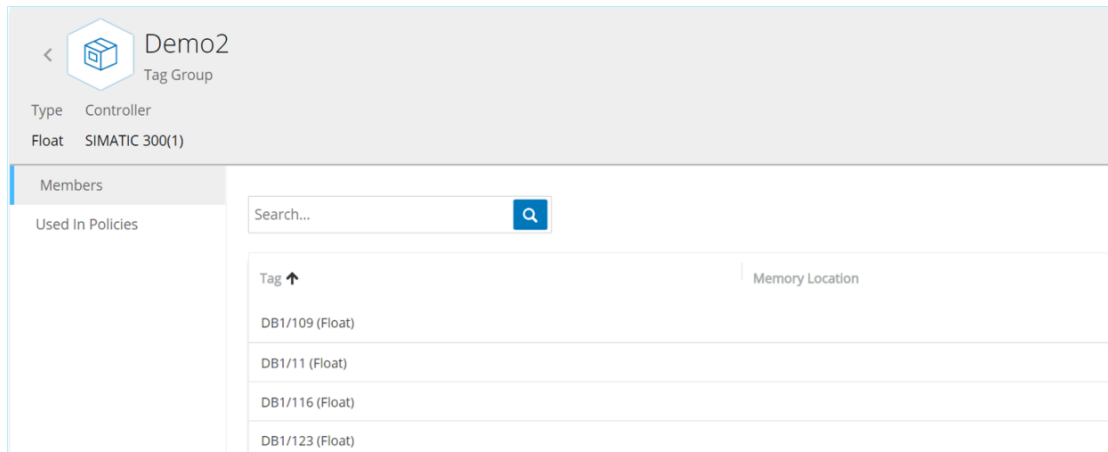 Demo2
Tag Group
Type Controller
Float SIMATIC 300(1)
Members
Used In Policies
Search...
Tag Memory Location
DB1/109 (Float)
DB1/11 (Float)
DB1/116 (Float)
DB1/123 (Float)